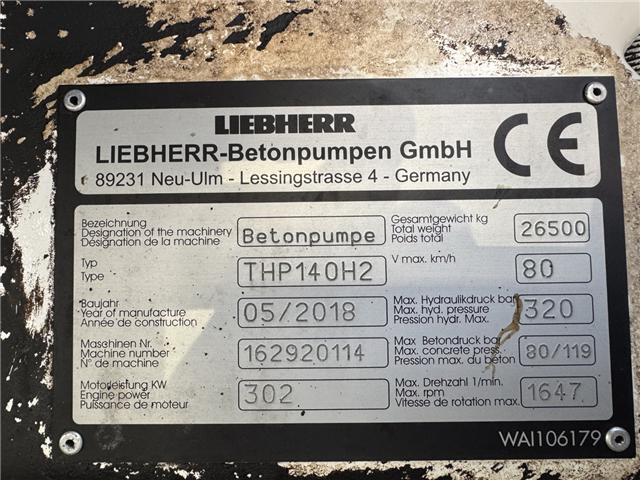 LIEBHERR
LIEBHERR-Betonpumpen GmbH
89231 Neu-Ulm - Lessingstrasse 4 - Germany
CE
Bezeichnung
Designation of the machinery
Désignation de la machine
Betonpumpe
Gesamtgewicht kg
Total weight
Poids total
26500
Typ
Type
THP140H2
V max. km/h
80
Baujahr
Year of manufacture
Année de construction
05/2018
Max. Hydraulikdruck bar
Max. hyd. pressure
Pression hydr. Max.
320
Maschinen Nr.
Machine number
N° de machine
162920114
Max Betondruck bar
Max. concrete press.
Pression max. du béton
80/119
Motorleistung KW
Engine power
Puissance de moteur
302
Max. Drehzahl 1/min.
Max. rpm
Vitesse de rotation max.
1647
WAI106179